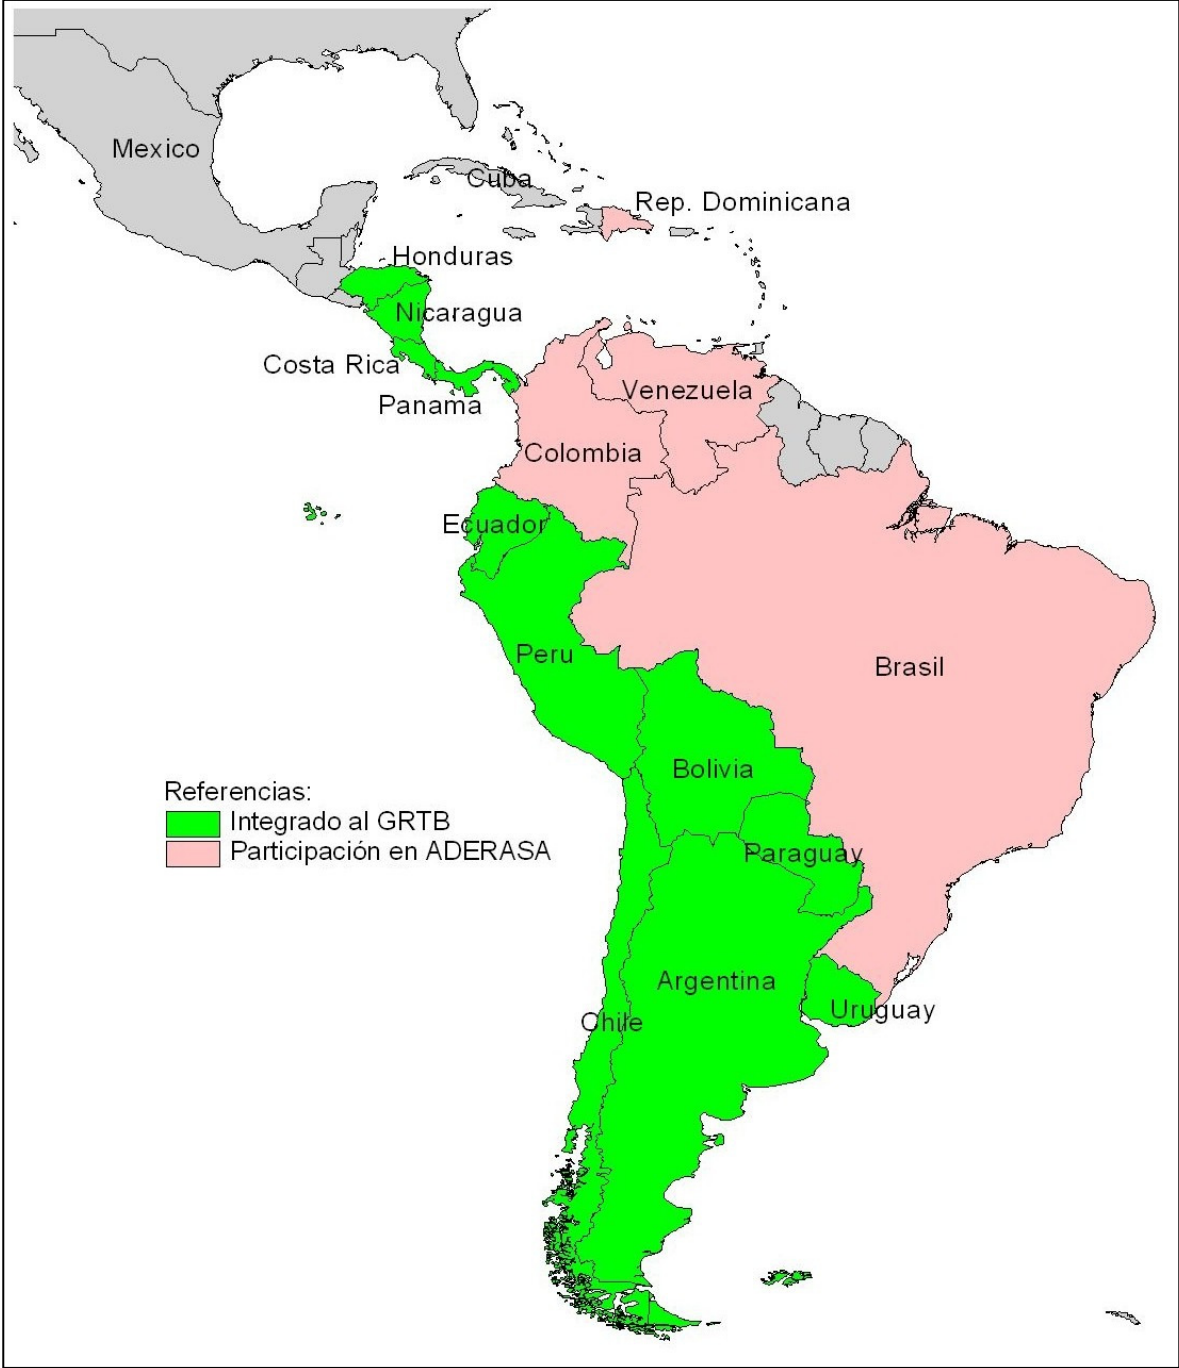 Mexico
Cuba
Rep. Dominicana
Honduras
Nicaragua
Costa Rica
Panama
Venezuela
Colombia
Ecuador
Peru
Brasil
Bolivia
Referencias:
Integrado al GRTB
Participación en ADERASA
Paraguay
Argentina
Uruguay
Chile